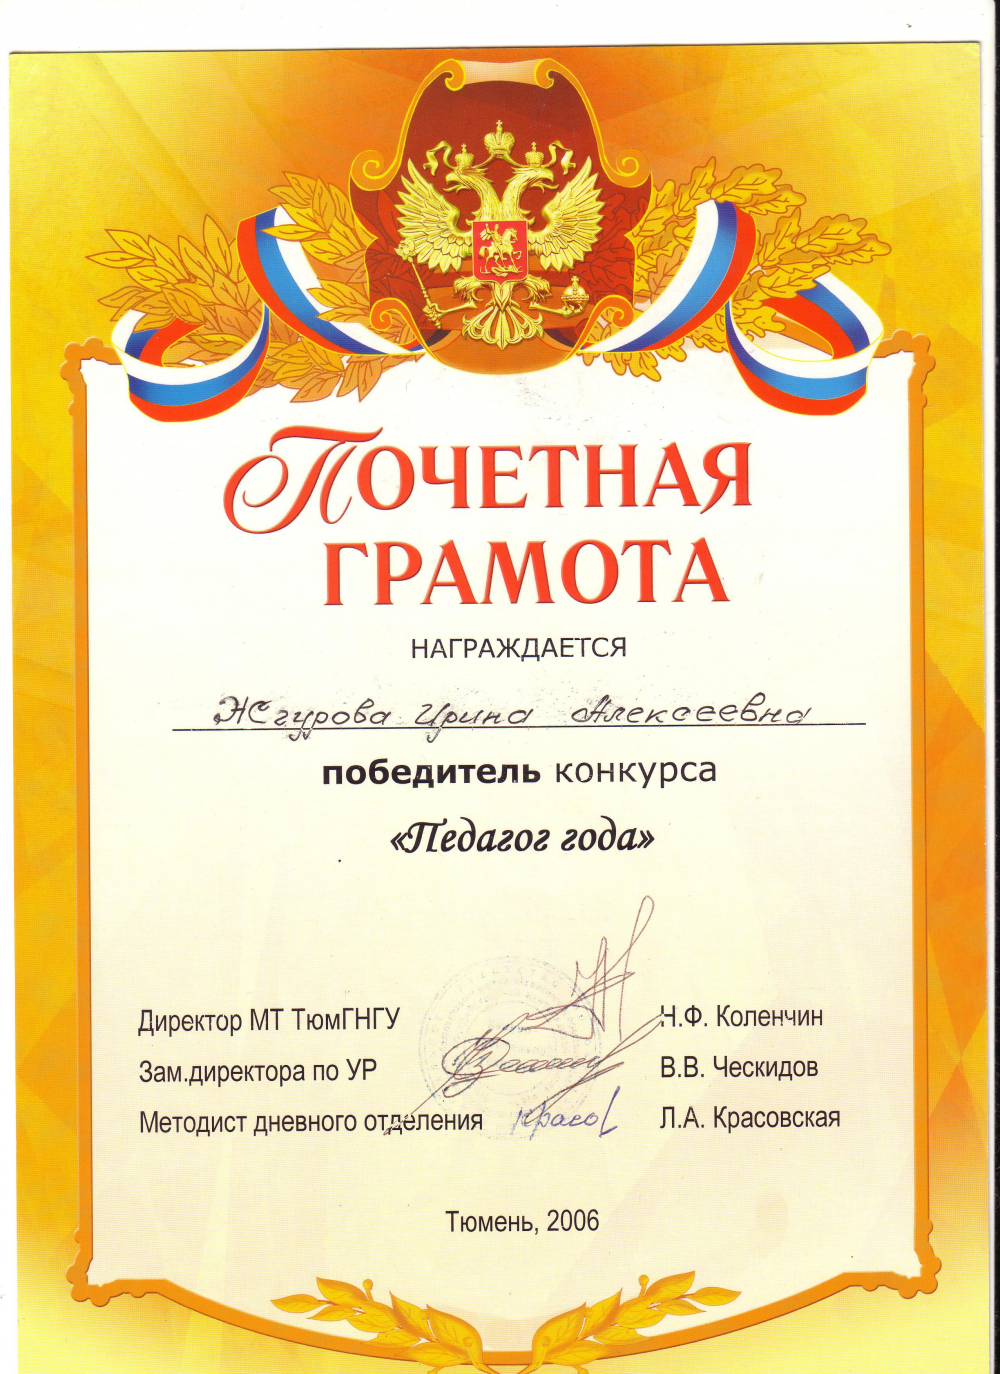 Почетная
грамота
НАГРАЖДАЕТСЯ
Жгурова Ирина Алексеевна
победитель конкурса
«Педагог года»
Директор МТ ТюмГНГУ Н.Ф. Коленчин
Зам.директора по УР В.В. Ческидов
Методист дневного отделения Красо Л.А. Красовская
Тюмень, 2006